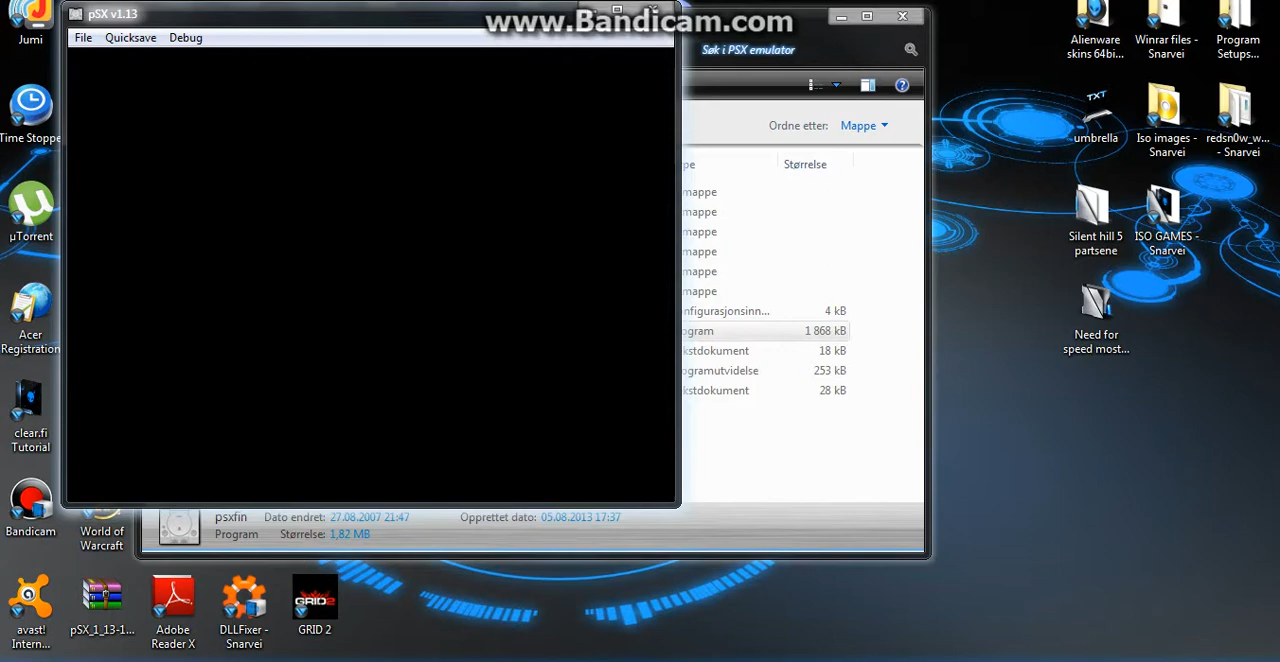 www.Bandicam.com
pSX v1.13
File Quicksave Debug
Søk i PSX emulator
Ordne etter: Mappe
pe Størrelse
mappe
mappe
mappe
mappe
mappe
mappe
nfigurasjonsinn... 4 kB
ogram 1 868 kB
kstdokument 18 kB
ogramutvidelse 253 kB
kstdokument 28 kB
psxfin Dato endret: 27.08.2007 21:47 Opprettet dato: 05.08.2013 17:37
Program Størrelse: 1,82 MB
Jumi
Time Stopper
µTorrent
Acer
Registration
clear.fi
Tutorial
Bandicam
World of
Warcraft
avast!
Intern...
pSX_1_13-1...
Adobe
Reader X
DLLFixer -
Snarvei
GRID2
GRID 2
Alienware
skins 64bi...
Winrar files -
Snarvei
Program
Setups...
TXT
umbrella
Iso images -
Snarvei
redsn0w_w...
- Snarvei
Silent hill 5
partsene
ISO GAMES -
Snarvei
Need for
speed most...